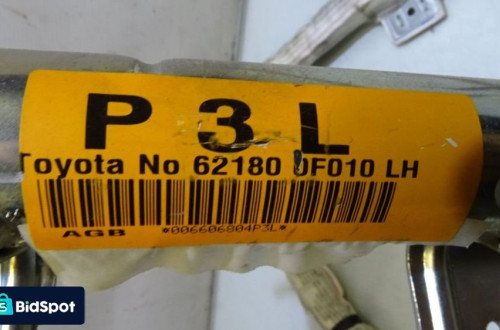 P 3 L
Toyota No 62180 0F010 LH
AGB *006606804P3L*
BidSpot